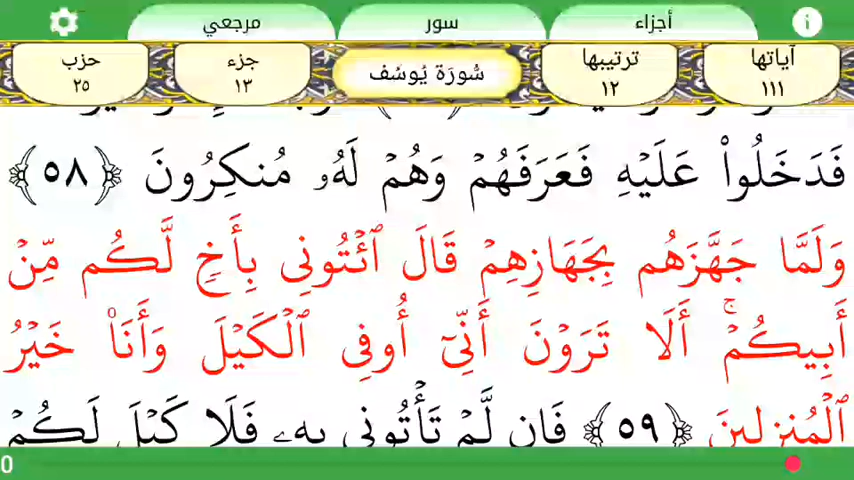 أجزاء
سور
مرجعي
آياتها
ترتيبها
سُورَة يُوسُف
جزء
حزب
١١١
١٢
١٣
٢٥
فَدَخَلُوا۟ عَلَيْهِ فَعَرَفَهُمْ وَهُمْ لَهُۥ مُنكِرُونَ ﴿٥٨﴾
وَلَمَّا جَهَّزَهُم بِجَهَازِهِمْ قَالَ ٱئْتُونِى بِأَخٍ لَّكُم مِّنْ
أَبِيكُمْ ۚ أَلَا تَرَوْنَ أَنِّىٓ أُوفِى ٱلْكَيْلَ وَأَنَا۠ خَيْرُ
ٱلْمُنزِلِينَ ﴿٥٩﴾ فَإِن لَّمْ تَأْتُونِى بِهِۦ فَلَا كَيْلَ لَكُمْ
0